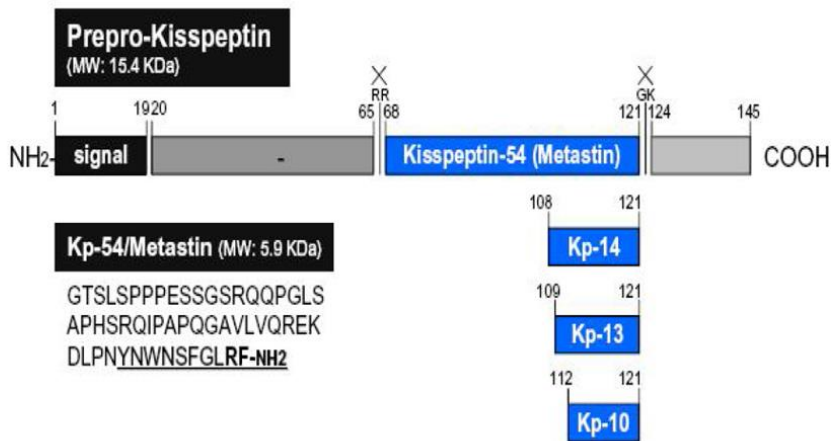 Prepro-Kisspeptin
(MW: 15.4 KDa)
X X
RR GK
1 19 20 65 68 121 124 145
NH2- signal - Kisspeptin-54 (Metastin) COOH
108 121
Kp-14
Kp-54/Metastin (MW: 5.9 KDa)
GTSLSPPPESSGSRQQPGLS
APHSRQIPAPQGAVLVQREK
DLPNYNWNSFGLRF-NH2
109 121
Kp-13
112 121
Kp-10